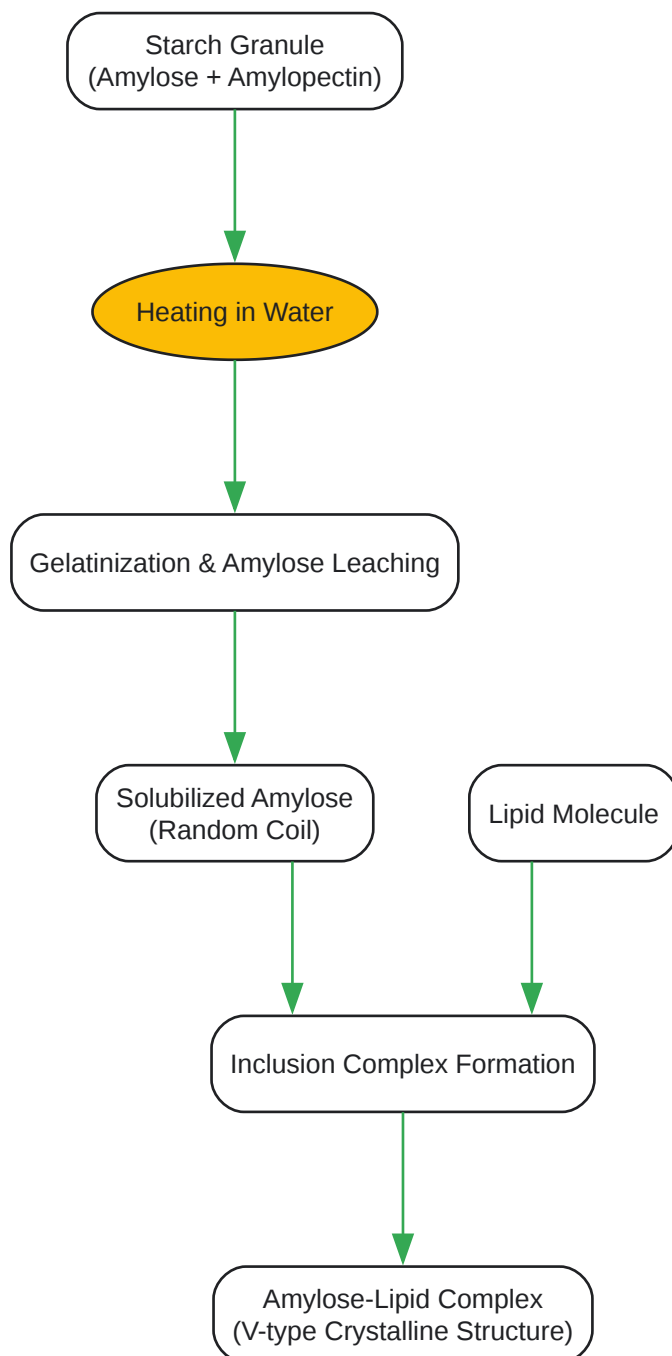 Starch Granule
(Amylose + Amylopectin)
Heating in Water
Gelatinization & Amylose Leaching
Solubilized Amylose
(Random Coil)
Lipid Molecule
Inclusion Complex Formation
Amylose-Lipid Complex
(V-type Crystalline Structure)